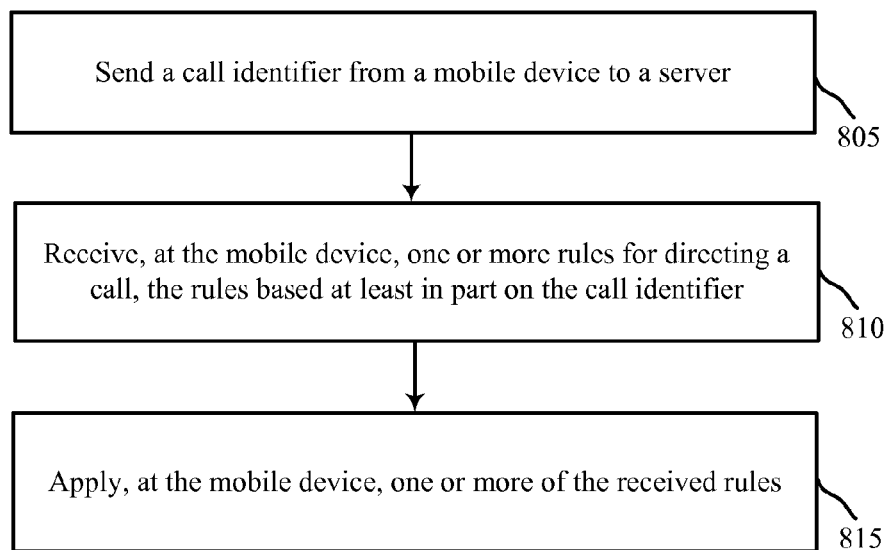 Send a call identifier from a mobile device to a server
805
Receive, at the mobile device, one or more rules for directing a
call, the rules based at least in part on the call identifier
810
Apply, at the mobile device, one or more of the received rules
815